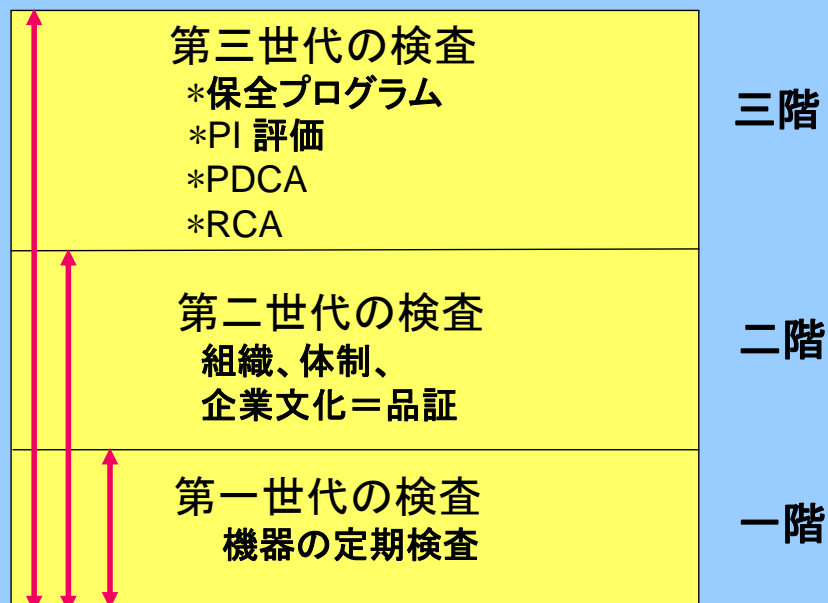 第三世代の検査
*保全プログラム
*PI 評価
*PDCA
*RCA
三階
第二世代の検査
組織、体制、
企業文化＝品証
二階
第一世代の検査
機器の定期検査
一階